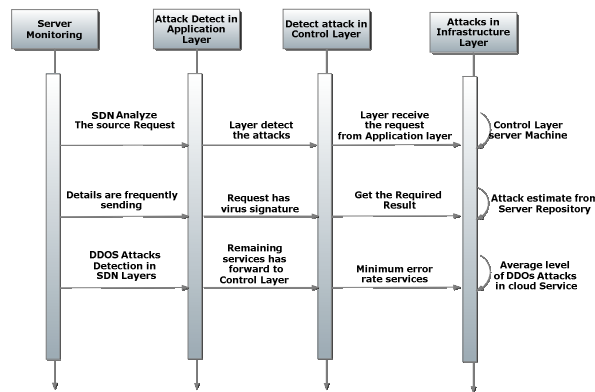 Server
Monitoring
Attack Detect in
Application
Layer
Detect attack in
Control Layer
Attacks in
Infrastructure
Layer
SDN Analyze
The source Request
Layer detect
the attacks
Layer receive
the request
from Application layer
Control Layer
server Machine
Details are frequently
sending
Request has
virus signature
Get the Required
Result
Attack estimate from
Server Repository
DDOS Attacks
Detection in
SDN Layers
Remaining
services has
forward to
Control Layer
Minimum error
rate services
Average level
of DDOs Attacks
in cloud Service